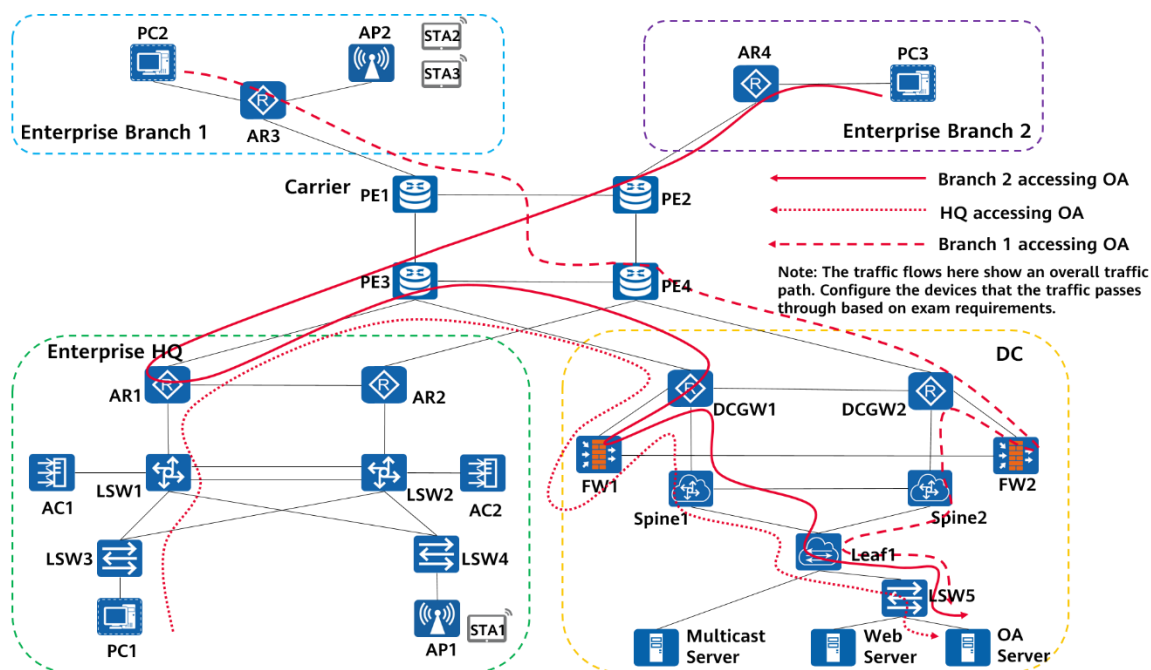 PC2
AP2
STA2
STA3
AR3
Enterprise Branch 1
AR4
PC3
Enterprise Branch 2
Carrier
PE1
PE2
PE3
PE4
Branch 2 accessing OA
HQ accessing OA
Branch 1 accessing OA
Note: The traffic flows here show an overall traffic
path. Configure the devices that the traffic passes
through based on exam requirements.
Enterprise HQ
AR1
AR2
AC1
LSW1
LSW2
AC2
LSW3
LSW4
PC1
AP1
STA1
DC
DCGW1
DCGW2
FW1
FW2
Spine1
Spine2
Leaf1
LSW5
Multicast
Server
Web
Server
OA
Server
R
R
R
R
R
R